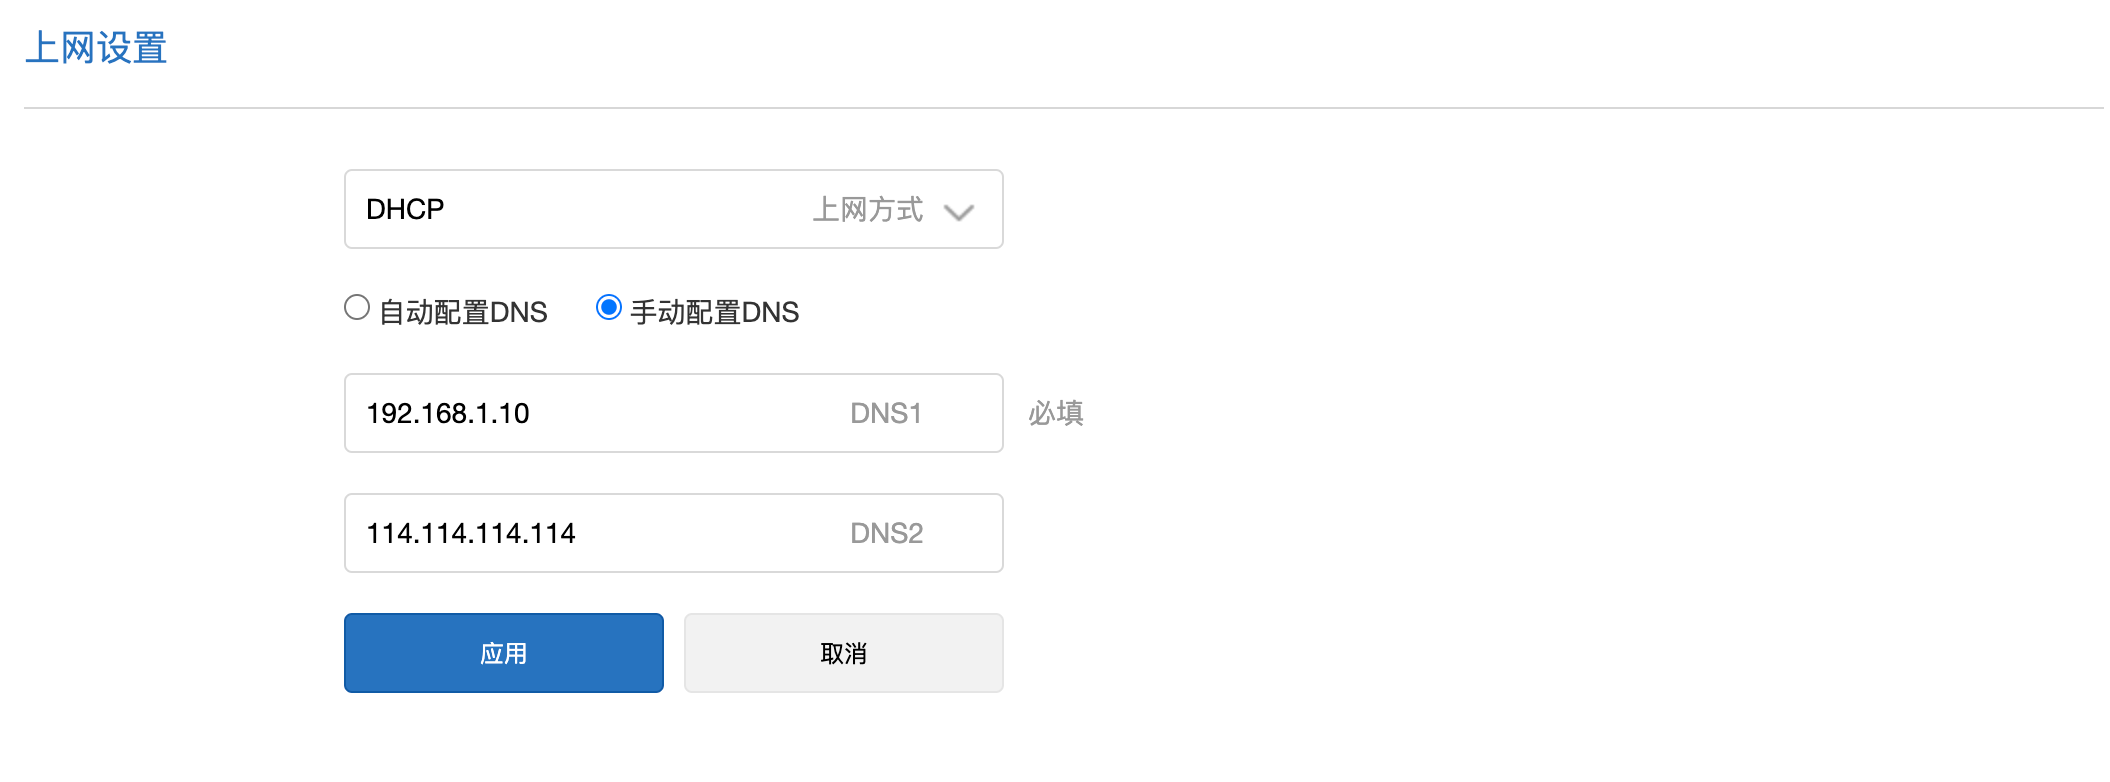 上网设置
DHCP 上网方式
自动配置DNS 手动配置DNS
192.168.1.10 DNS1 必填
114.114.114.114 DNS2
应用 取消